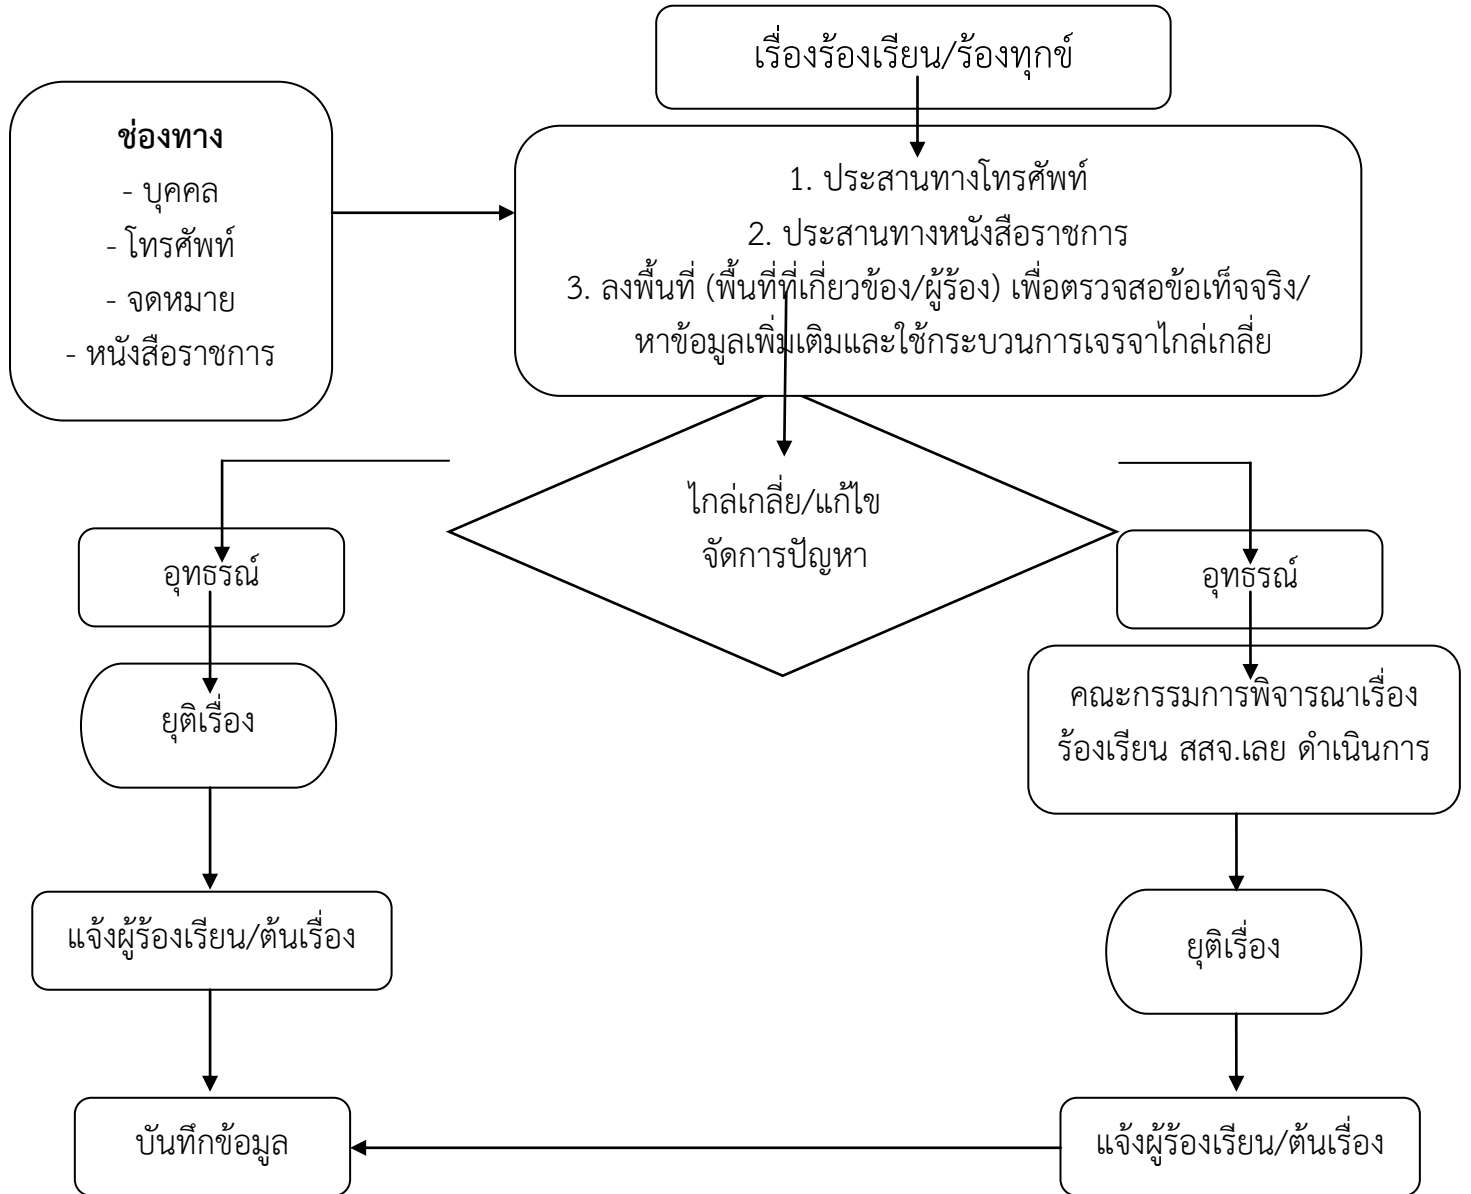 เรื่องร้องเรียน/ร้องทุกข์
ช่องทาง
- บุคคล
- โทรศัพท์
- จดหมาย
- หนังสือราชการ
1. ประสานทางโทรศัพท์
2. ประสานทางหนังสือราชการ
3. ลงพื้นที่ (พื้นที่ที่เกี่ยวข้อง/ผู้ร้อง) เพื่อตรวจสอข้อเท็จจริง/
หาข้อมูลเพิ่มเติมและใช้กระบวนการเจรจาไกล่เกลี่ย
ไกล่เกลี่ย/แก้ไข
จัดการปัญหา
อุทธรณ์
ยุติเรื่อง
แจ้งผู้ร้องเรียน/ต้นเรื่อง
บันทึกข้อมูล
อุทธรณ์
คณะกรรมการพิจารณาเรื่อง
ร้องเรียน สสจ.เลย ดำเนินการ
ยุติเรื่อง
แจ้งผู้ร้องเรียน/ต้นเรื่อง